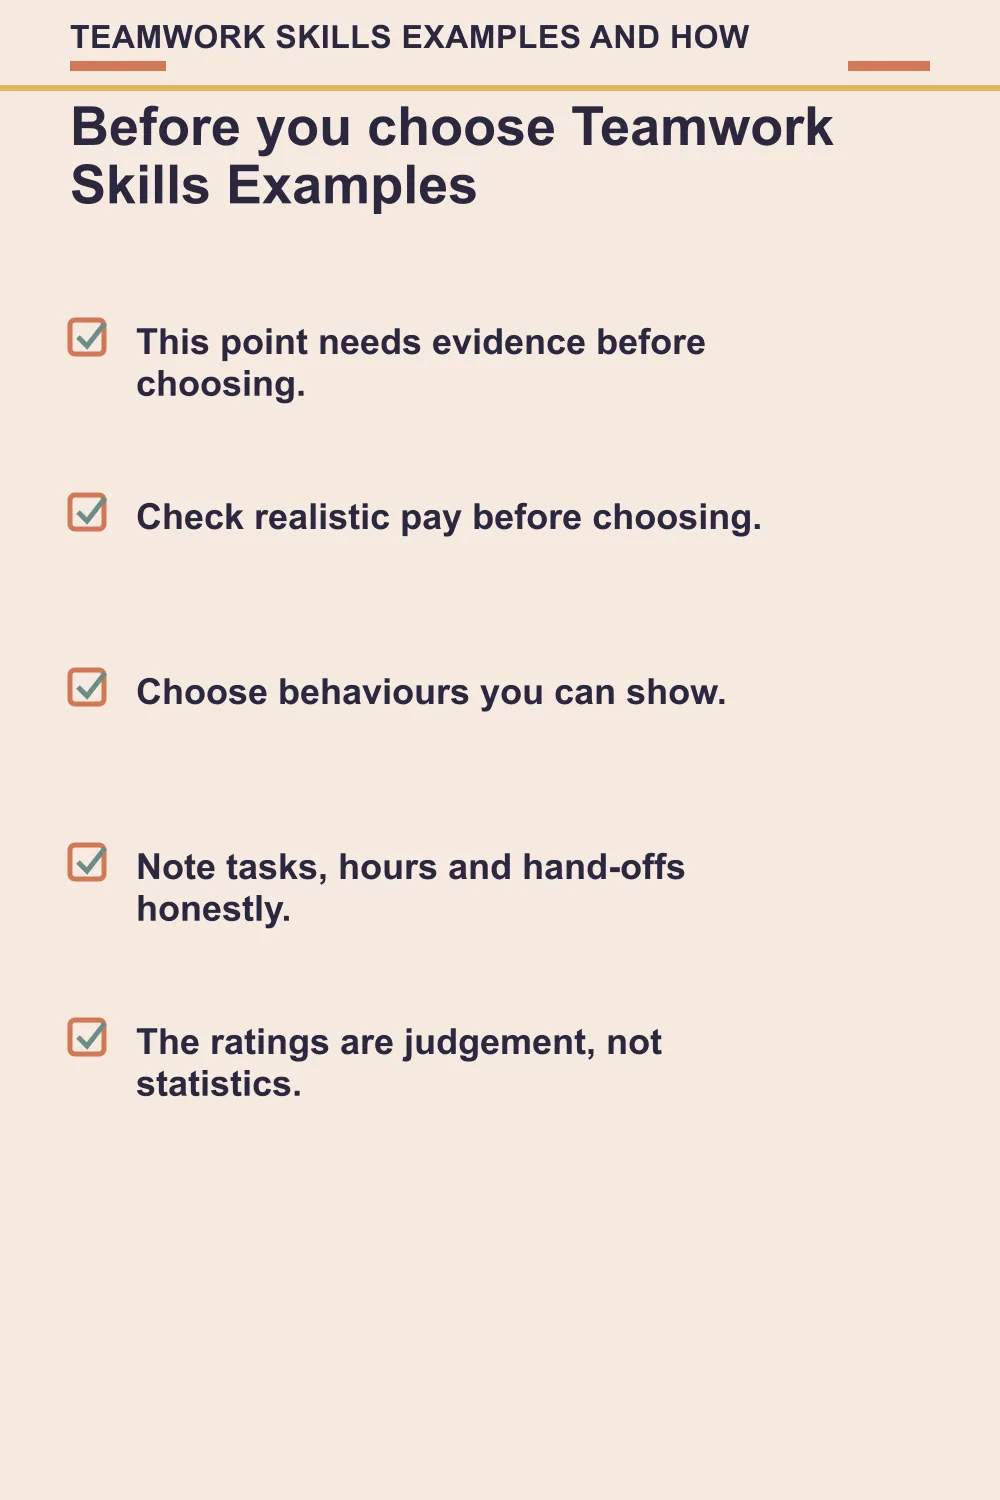 TEAMWORK SKILLS EXAMPLES AND HOW
Before you choose Teamwork
Skills Examples
This point needs evidence before
choosing.
Check realistic pay before choosing.
Choose behaviours you can show.
Note tasks, hours and hand-offs
honestly.
The ratings are judgement, not
statistics.